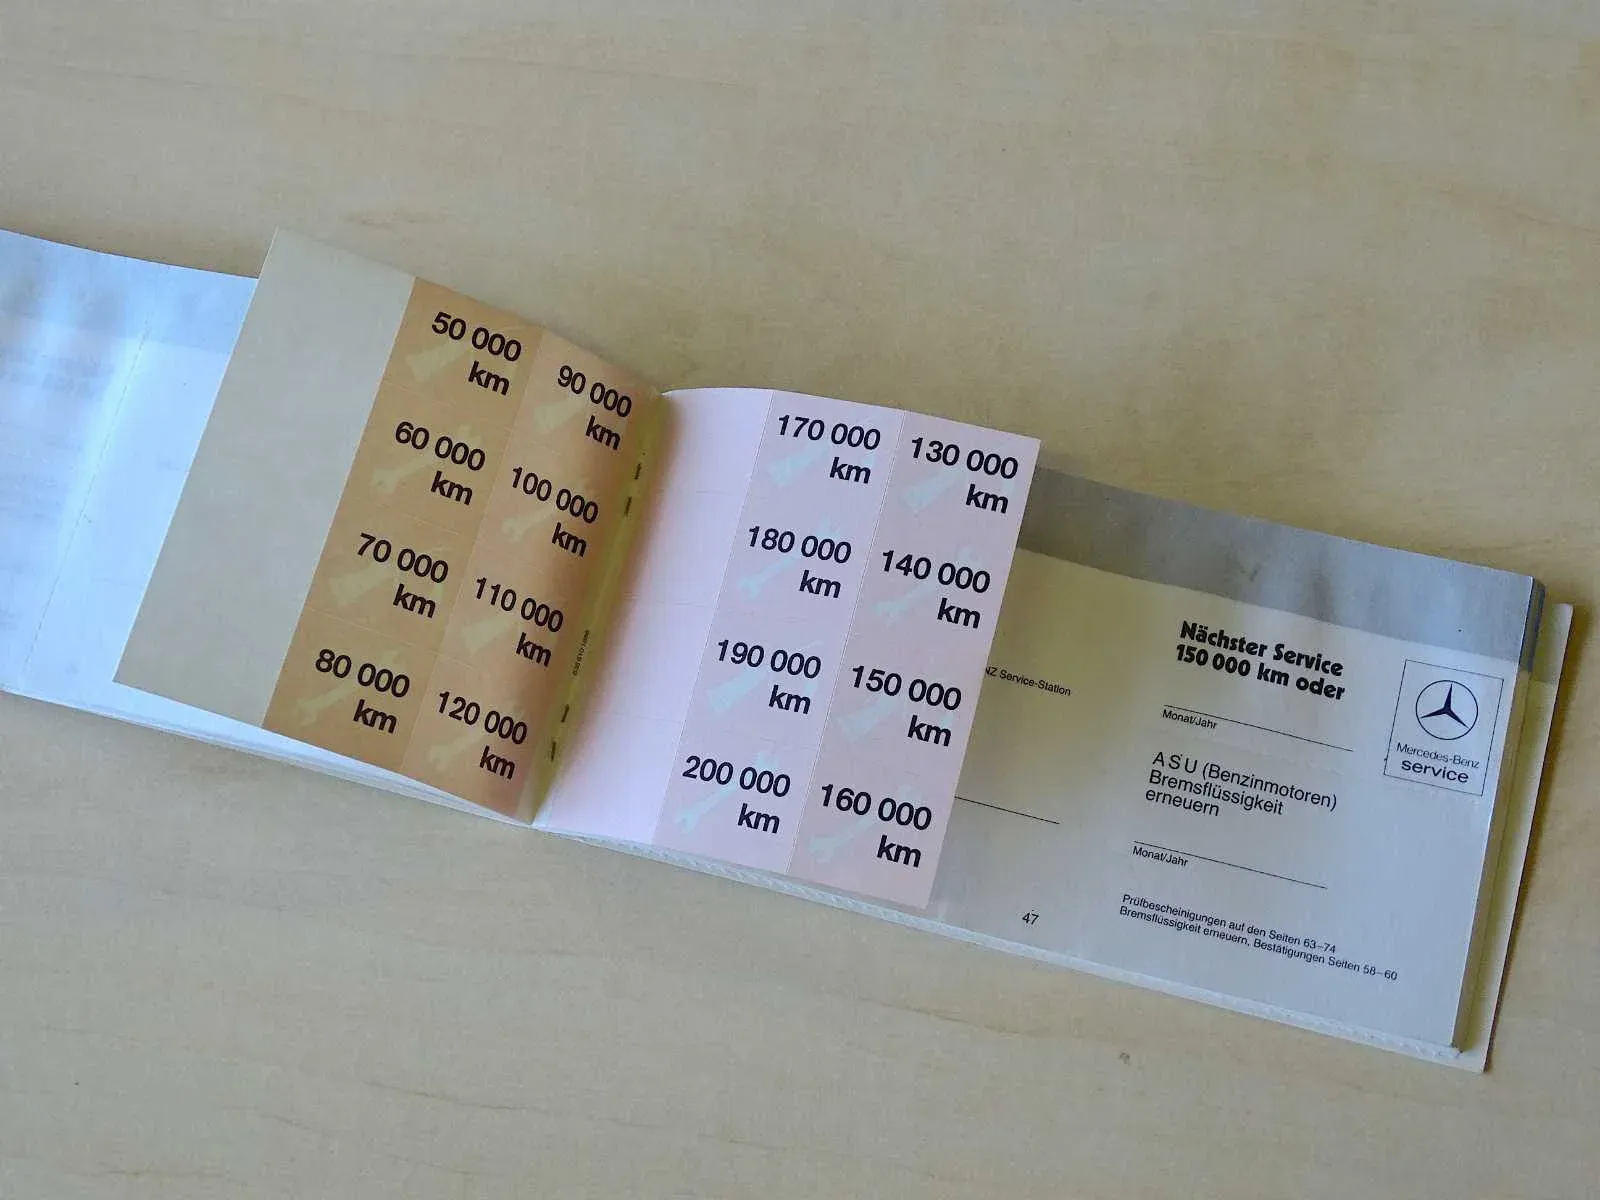 50 000
km
60 000
km
70 000
km
80 000
km
90 000
km
100 000
km
110 000
km
120 000
km
170 000
km
180 000
km
190 000
km
200 000
km
130 000
km
140 000
km
150 000
km
160 000
km
NZ Service-Station
47
Nächster Service
150 000 km oder
Monat/Jahr
ASU (Benzinmotoren)
Bremsflüssigkeit
erneuern
Monat/Jahr
Prüfbescheinigungen auf den Seiten 63–74
Bremsflüssigkeit erneuern, Bestätigungen Seiten 58–60
Mercedes-Benz
service